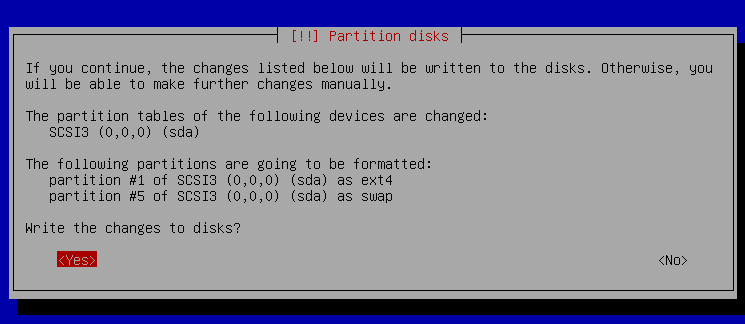 [!!] Partition disks
If you continue, the changes listed below will be written to the disks. Otherwise, you
will be able to make further changes manually.
The partition tables of the following devices are changed:
SCSI3 (0,0,0) (sda)
The following partitions are going to be formatted:
partition #1 of SCSI3 (0,0,0) (sda) as ext4
partition #5 of SCSI3 (0,0,0) (sda) as swap
Write the changes to disks?
<Yes> <No>